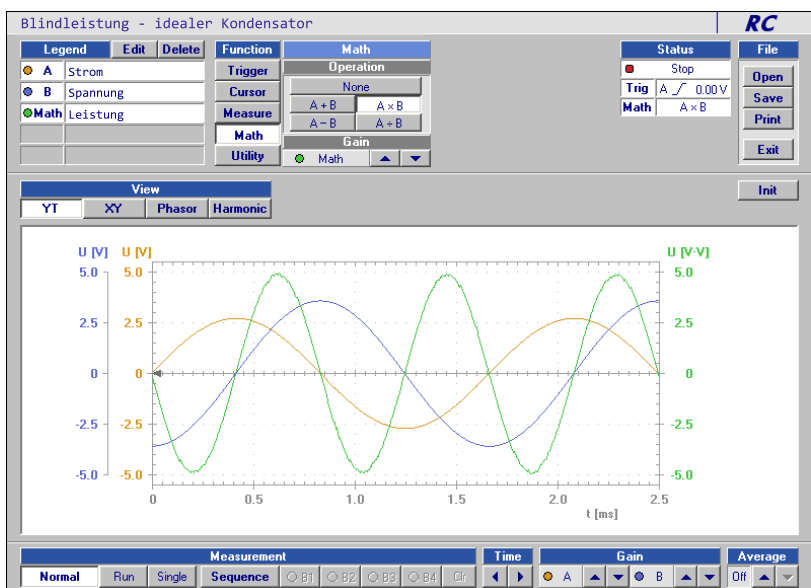 Blindleistung - idealer Kondensator
RC
Legend Edit Delete
A Strom
B Spannung
Math Leistung
Function
Trigger
Cursor
Measure
Math
Utility
Math
Operation
None
A + B A × B
A − B A ÷ B
Gain
Math
Status
Stop
Trig A 0.00 V
Math A × B
File
Open
Save
Print
Exit
View
YT XY Phasor Harmonic
Init
U [V] U [V] U [V·V]
5.0 5.0 5.0
2.5 2.5 2.5
0 0 0
-2.5 -2.5 -2.5
-5.0 -5.0 -5.0
0 0.5 1.0 1.5 2.0 2.5
t [ms]
Measurement
Normal Run Single Sequence B1 B2 B3 B4 Clr
Time
Gain
A B
Average
Off